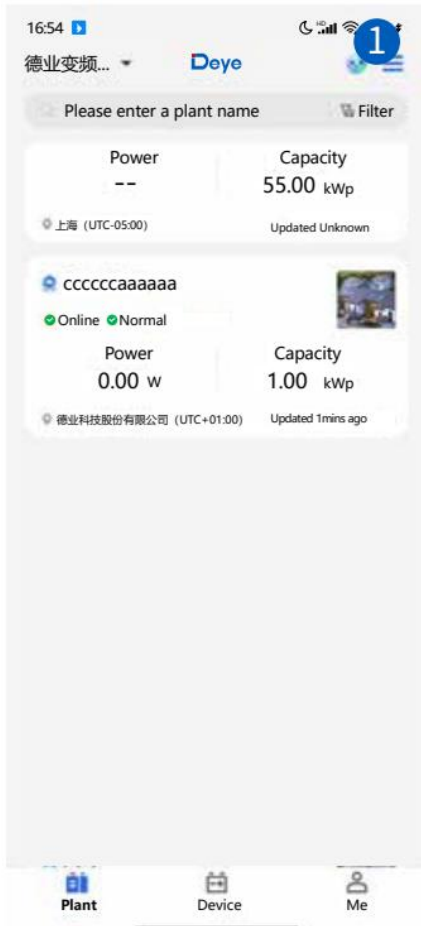 16:54
1
德业变频... Deye
Please enter a plant name Filter
Power Capacity
-- 55.00 kWp
上海 (UTC-05:00) Updated Unknown
ccccccaaaaaa
Online Normal
Power Capacity
0.00 W 1.00 kWp
德业科技股份有限公司 (UTC+01:00) Updated 1mins ago
Plant Device Me